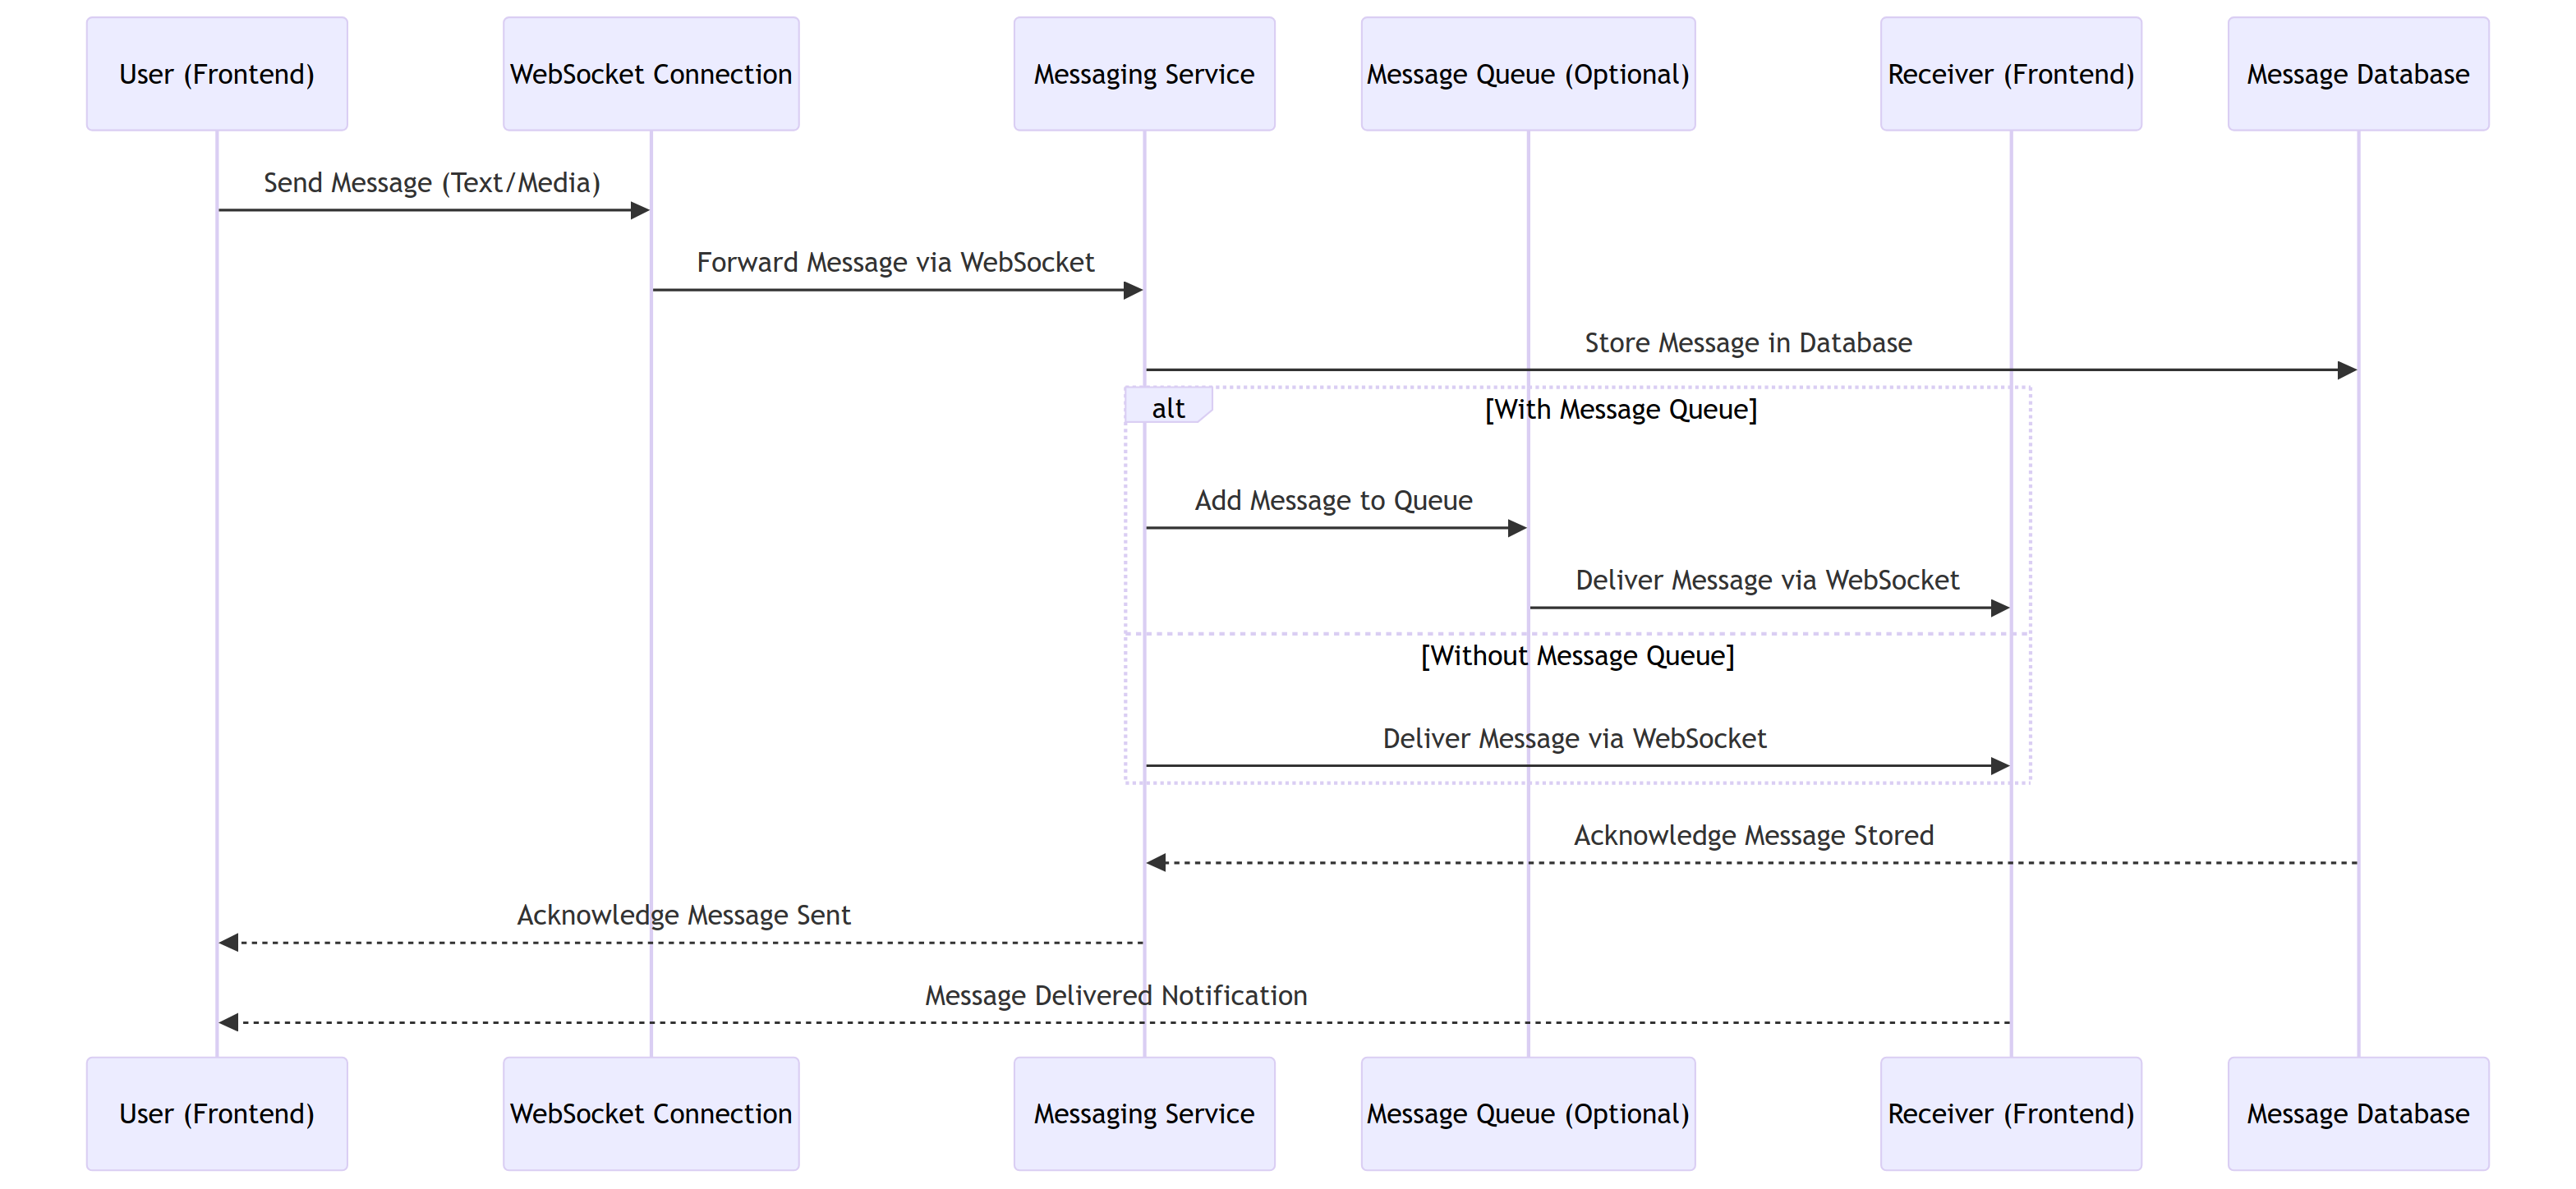 User (Frontend)
WebSocket Connection
Messaging Service
Message Queue (Optional)
Receiver (Frontend)
Message Database
Send Message (Text/Media)
Forward Message via WebSocket
Store Message in Database
alt
[With Message Queue]
Add Message to Queue
Deliver Message via WebSocket
[Without Message Queue]
Deliver Message via WebSocket
Acknowledge Message Stored
Acknowledge Message Sent
Message Delivered Notification
User (Frontend)
WebSocket Connection
Messaging Service
Message Queue (Optional)
Receiver (Frontend)
Message Database